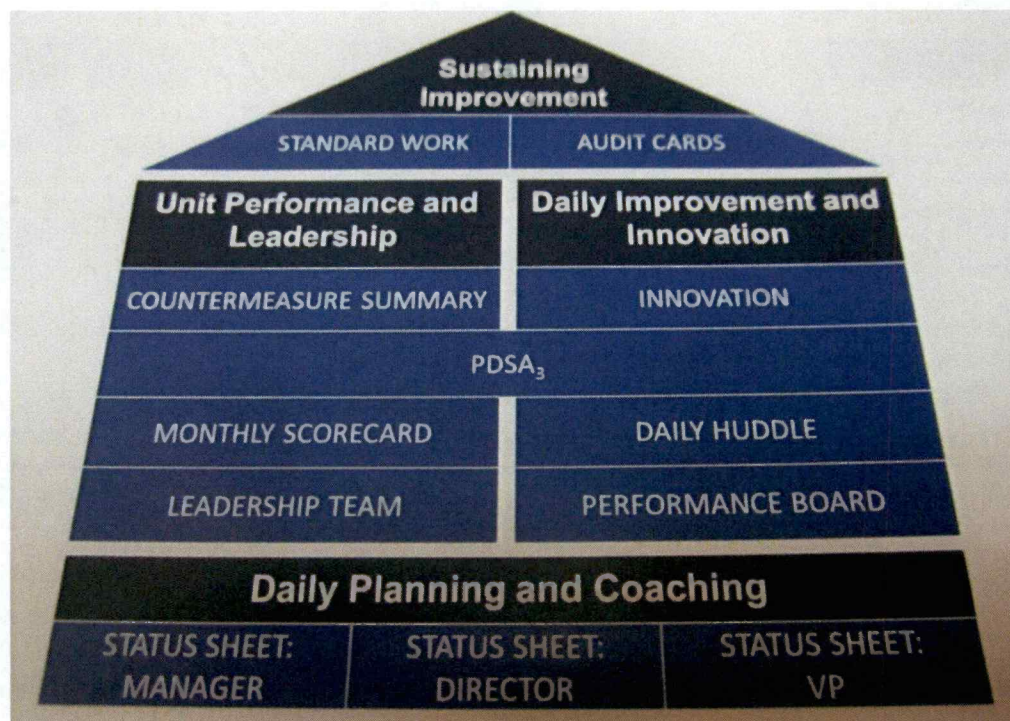 Sustaining
Improvement
STANDARD WORK
AUDIT CARDS
Unit Performance and
Leadership
COUNTERMEASURE SUMMARY
Daily Improvement and
Innovation
INNOVATION
PDSA₃
MONTHLY SCORECARD
LEADERSHIP TEAM
DAILY HUDDLE
PERFORMANCE BOARD
Daily Planning and Coaching
STATUS SHEET:
MANAGER
STATUS SHEET:
DIRECTOR
STATUS SHEET:
VP